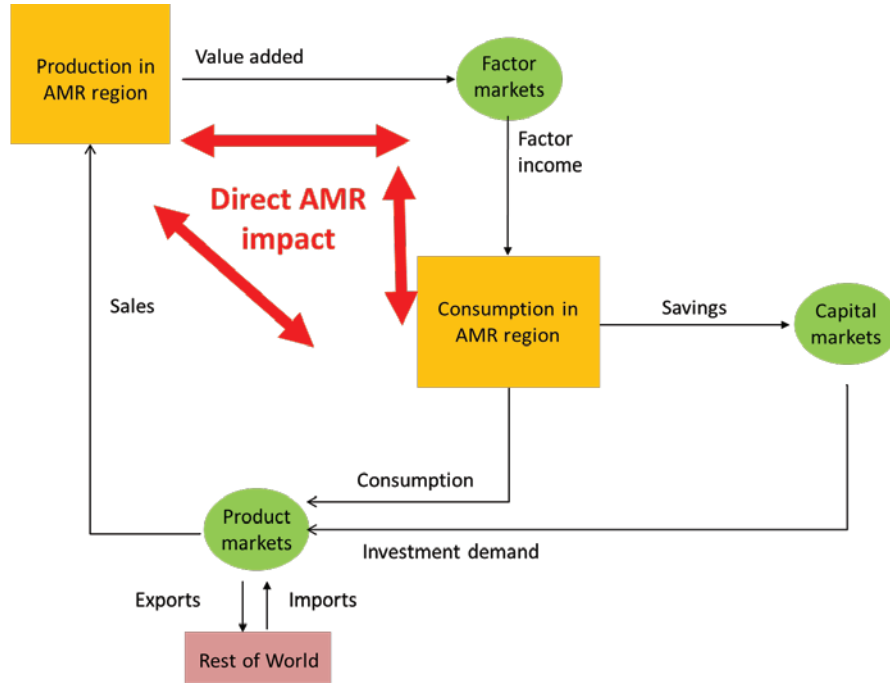 Production in
AMR region
Value added
Factor
markets
Factor
income
Direct AMR
impact
Sales
Consumption in
AMR region
Savings
Capital
markets
Consumption
Product
markets
Investment demand
Exports
Imports
Rest of World